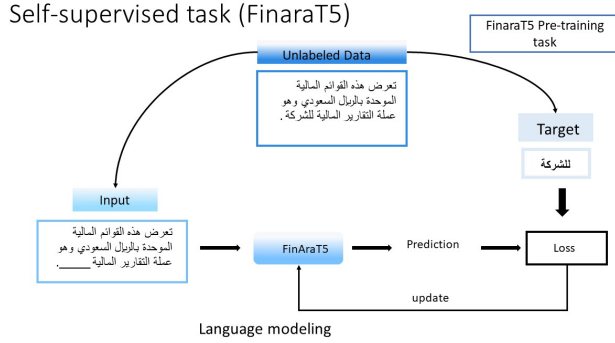 Self-supervised task (FinaraT5)
FinaraT5 Pre-training
task
Unlabeled Data
تعرض هذه القوائم المالية
الموحدة بالريال السعودي وهو
عملة التقارير المالية للشركة .
Target
للشركة
Input
تعرض هذه القوائم المالية
الموحدة بالريال السعودي وهو
عملة التقارير المالية _____.
FinAraT5
Prediction
Loss
update
Language modeling